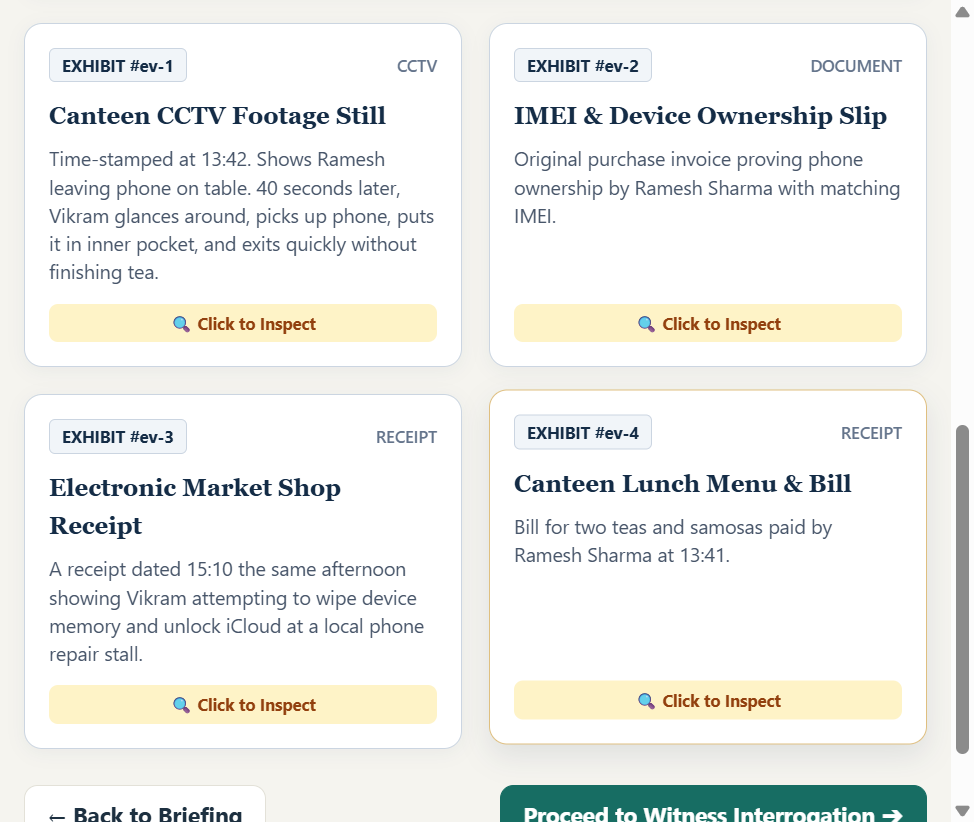 EXHIBIT #ev-1
CCTV
Canteen CCTV Footage Still
Time-stamped at 13:42. Shows Ramesh
leaving phone on table. 40 seconds later,
Vikram glances around, picks up phone, puts
it in inner pocket, and exits quickly without
finishing tea.
🔍 Click to Inspect
EXHIBIT #ev-2
DOCUMENT
IMEI & Device Ownership Slip
Original purchase invoice proving phone
ownership by Ramesh Sharma with matching
IMEI.
🔍 Click to Inspect
EXHIBIT #ev-3
RECEIPT
Electronic Market Shop
Receipt
A receipt dated 15:10 the same afternoon
showing Vikram attempting to wipe device
memory and unlock iCloud at a local phone
repair stall.
🔍 Click to Inspect
EXHIBIT #ev-4
RECEIPT
Canteen Lunch Menu & Bill
Bill for two teas and samosas paid by
Ramesh Sharma at 13:41.
🔍 Click to Inspect
← Back to Briefing
Proceed to Witness Interrogation ➔